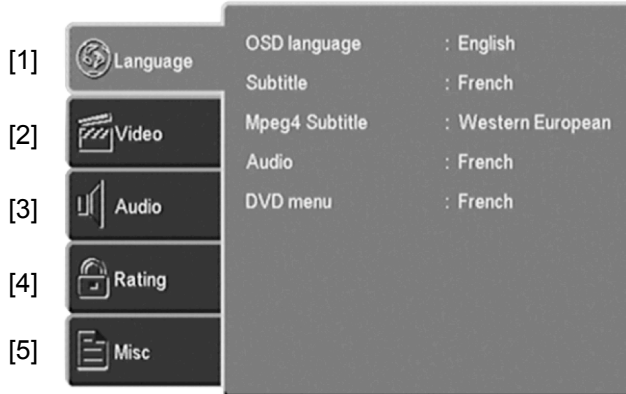 [1] Language
[2] Video
[3] Audio
[4] Rating
[5] Misc
OSD language : English
Subtitle : French
Mpeg4 Subtitle : Western European
Audio : French
DVD menu : French